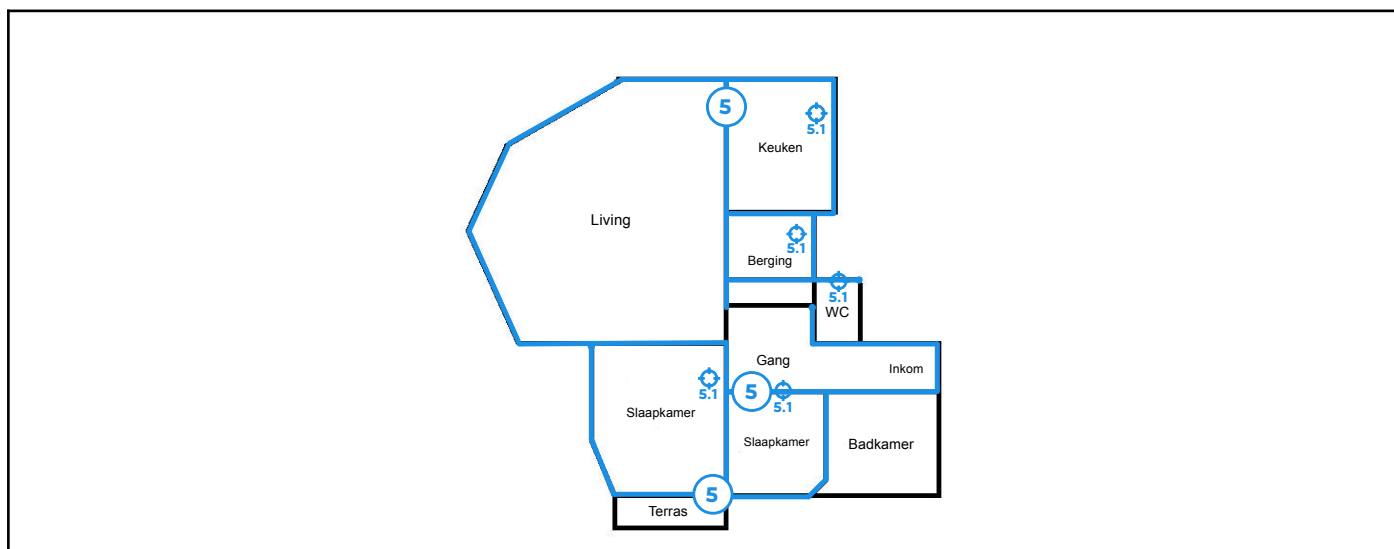 5
5.1
Keuken
Living
5.1
Berging
5.1
WC
Gang
Inkom
5.1
5
5.1
Slaapkamer
Slaapkamer
Badkamer
5
Terras